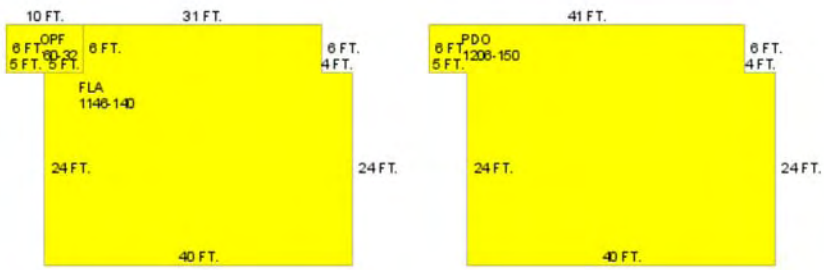 10 FT. 31 FT.
OPF
6 FT. 60-32 6 FT. 6 FT.
5 FT. 5 FT. 4 FT.
FLA
1146-140
24 FT. 24 FT.
40 FT.
41 FT.
PDO
6 FT. 1206-150 6 FT.
5 FT. 4 FT.
24 FT. 24 FT.
40 FT.